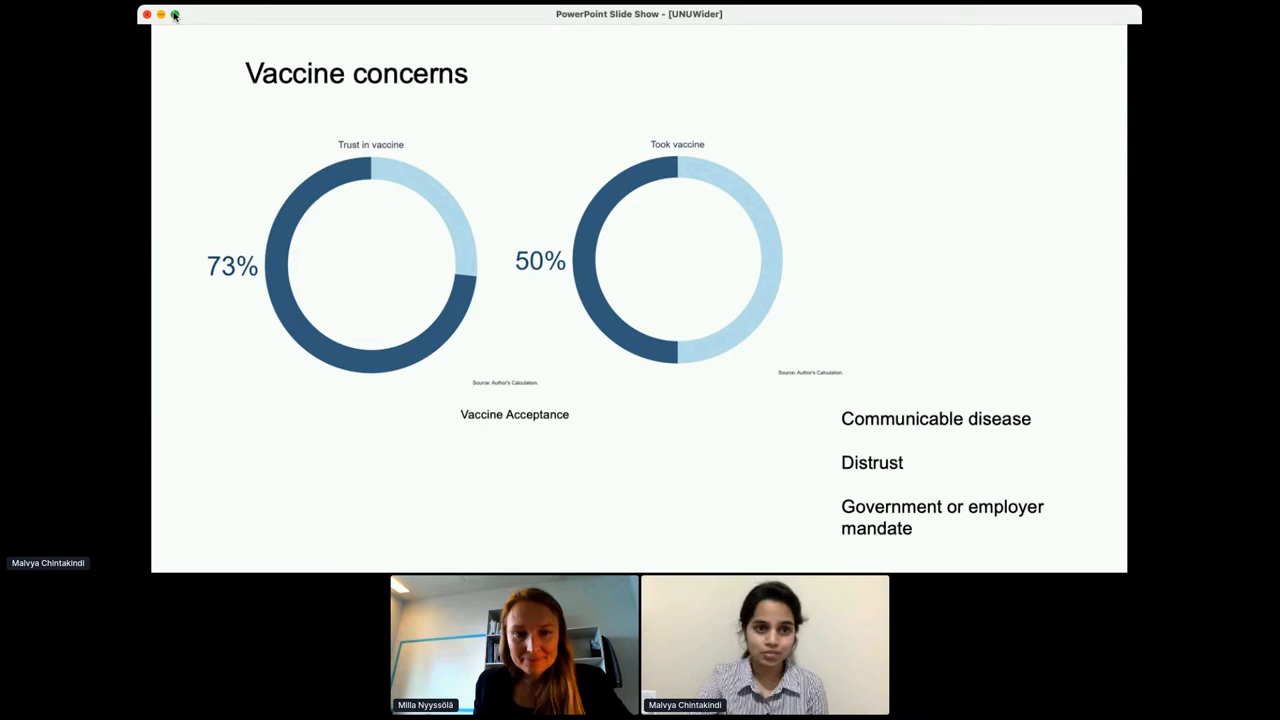 PowerPoint Slide Show - [UNUWider]
Vaccine concerns
Trust in vaccine
Took vaccine
73%
50%
Source: Author's Calculation.
Source: Author's Calculation.
Vaccine Acceptance
Communicable disease
Distrust
Government or employer
mandate
Malvya Chintakindi
Milla Nyyssölä
Malvya Chintakindi